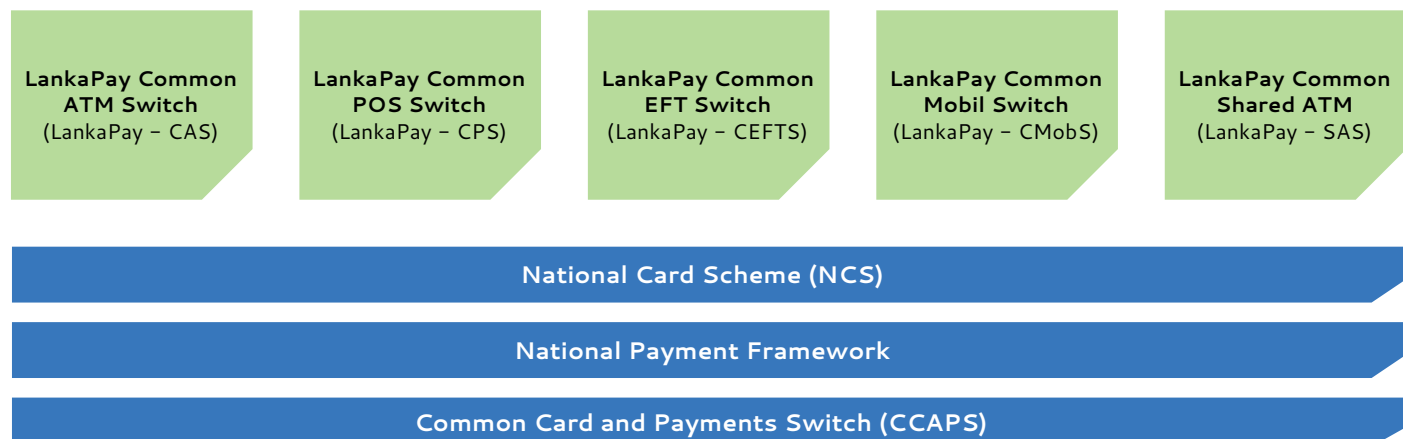 LankaPay Common
ATM Switch
(LankaPay - CAS)
LankaPay Common
POS Switch
(LankaPay - CPS)
LankaPay Common
EFT Switch
(LankaPay - CEFTS)
LankaPay Common
Mobil Switch
(LankaPay - CMobS)
LankaPay Common
Shared ATM
(LankaPay - SAS)
National Card Scheme (NCS)
National Payment Framework
Common Card and Payments Switch (CCAPS)